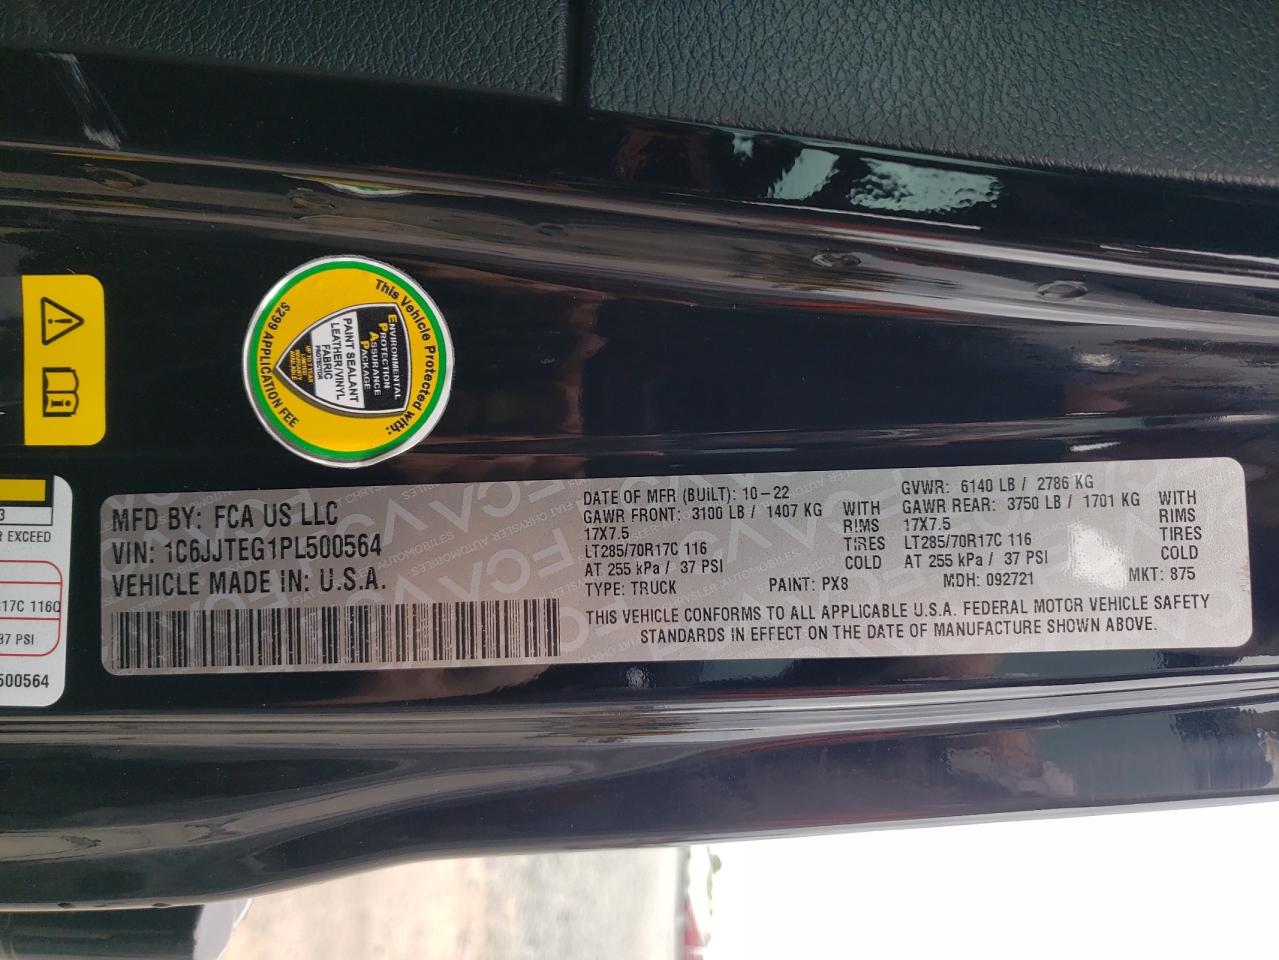 This Vehicle Protected with:
ENVIRONMENTAL
PROTECTION
ASSURANCE
PACKAGE
PAINT SEALANT
LEATHER/VINYL
FABRIC
PROTECTOR
$299 APPLICATION FEE
3
R EXCEED
R17C 116C
37 PSI
500564
MFD BY: FCA US LLC
VIN: 1C6JJTEG1PL500564
VEHICLE MADE IN: U.S.A.
DATE OF MFR (BUILT): 10-22
GAWR FRONT: 3100 LB / 1407 KG WITH
17X7.5 RIMS
LT285/70R17C 116 TIRES
AT 255 kPa / 37 PSI COLD
TYPE: TRUCK PAINT: PX8
GVWR: 6140 LB / 2786 KG
GAWR REAR: 3750 LB / 1701 KG WITH
17X7.5 RIMS
LT285/70R17C 116 TIRES
AT 255 kPa / 37 PSI COLD
MDH: 092721 MKT: 875
THIS VEHICLE CONFORMS TO ALL APPLICABLE U.S.A. FEDERAL MOTOR VEHICLE SAFETY
STANDARDS IN EFFECT ON THE DATE OF MANUFACTURE SHOWN ABOVE.